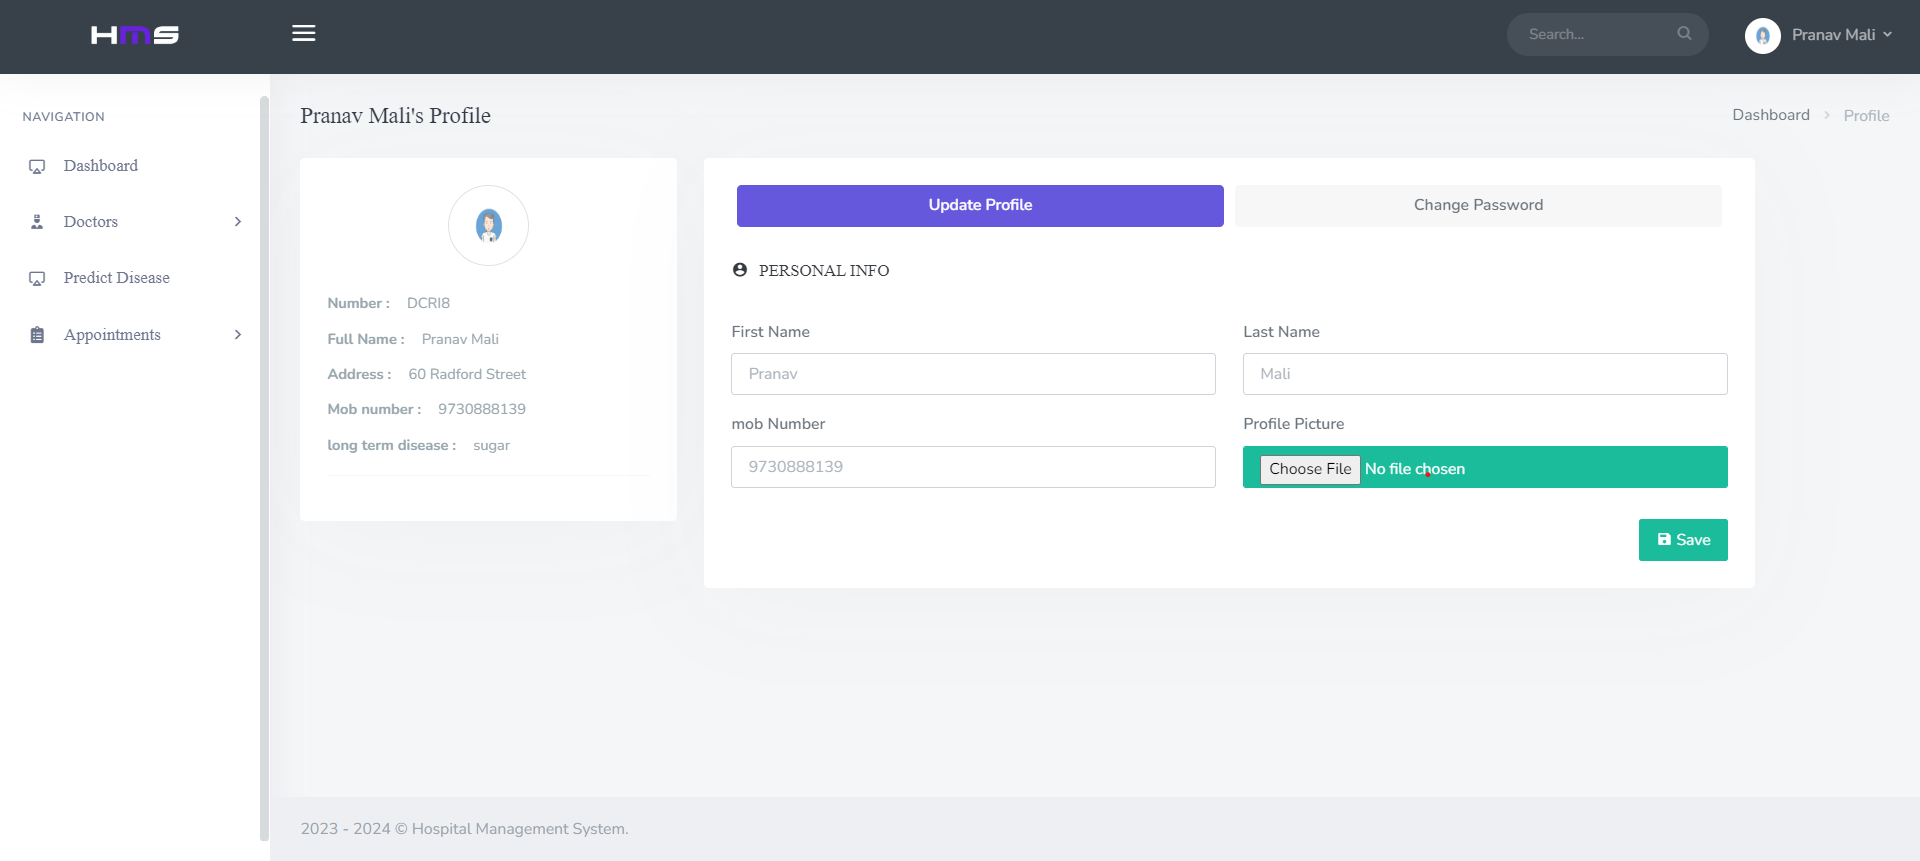 HMS
Search...
Pranav Mali
NAVIGATION
Dashboard
Doctors
Predict Disease
Appointments
Pranav Mali's Profile
Dashboard
Profile
Number : DCRI8
Full Name : Pranav Mali
Address : 60 Radford Street
Mob number : 9730888139
long term disease : sugar
Update Profile
Change Password
PERSONAL INFO
First Name
Last Name
Pranav
Mali
mob Number
Profile Picture
9730888139
Choose File No file chosen
Save
2023 - 2024 © Hospital Management System.